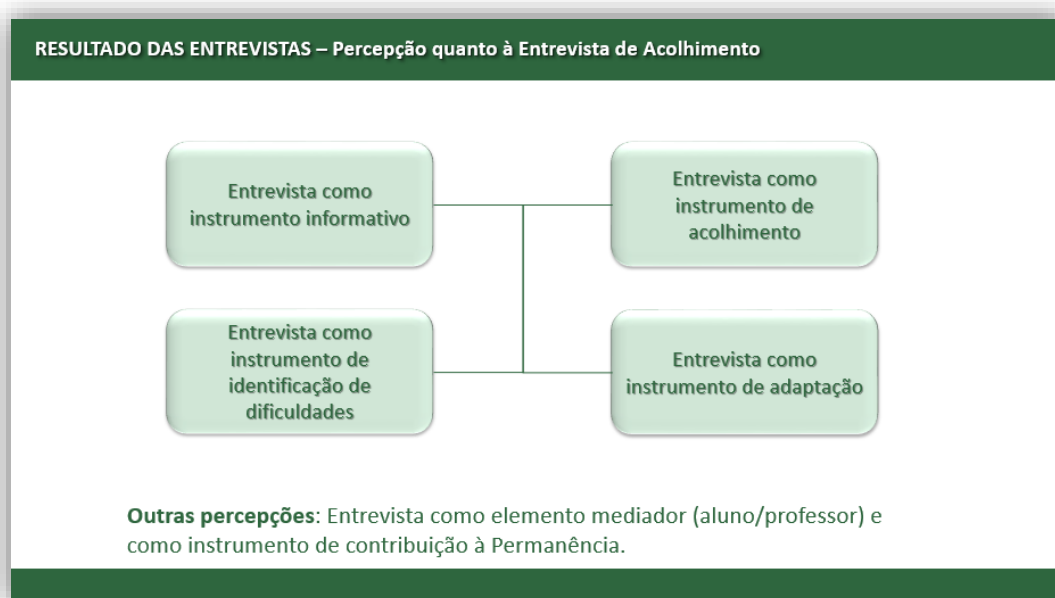 RESULTADO DAS ENTREVISTAS – Percepção quanto à Entrevista de Acolhimento
Entrevista como
instrumento informativo
Entrevista como
instrumento de
acolhimento
Entrevista como
instrumento de
identificação de
dificuldades
Entrevista como
instrumento de adaptação
Outras percepções: Entrevista como elemento mediador (aluno/professor) e
como instrumento de contribuição à Permanência.